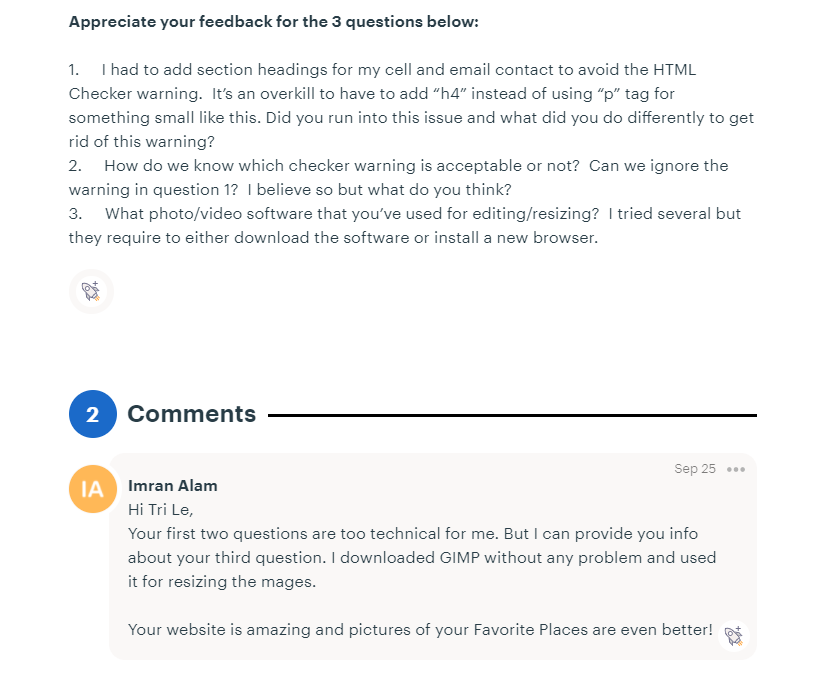 Appreciate your feedback for the 3 questions below:
1. I had to add section headings for my cell and email contact to avoid the HTML
Checker warning. It’s an overkill to have to add “h4” instead of using “p” tag for
something small like this. Did you run into this issue and what did you do differently to get
rid of this warning?
2. How do we know which checker warning is acceptable or not? Can we ignore the
warning in question 1? I believe so but what do you think?
3. What photo/video software that you’ve used for editing/resizing? I tried several but
they require to either download the software or install a new browser.
2 Comments
Sep 25
IA
Imran Alam
Hi Tri Le,
Your first two questions are too technical for me. But I can provide you info
about your third question. I downloaded GIMP without any problem and used
it for resizing the mages.
Your website is amazing and pictures of your Favorite Places are even better!